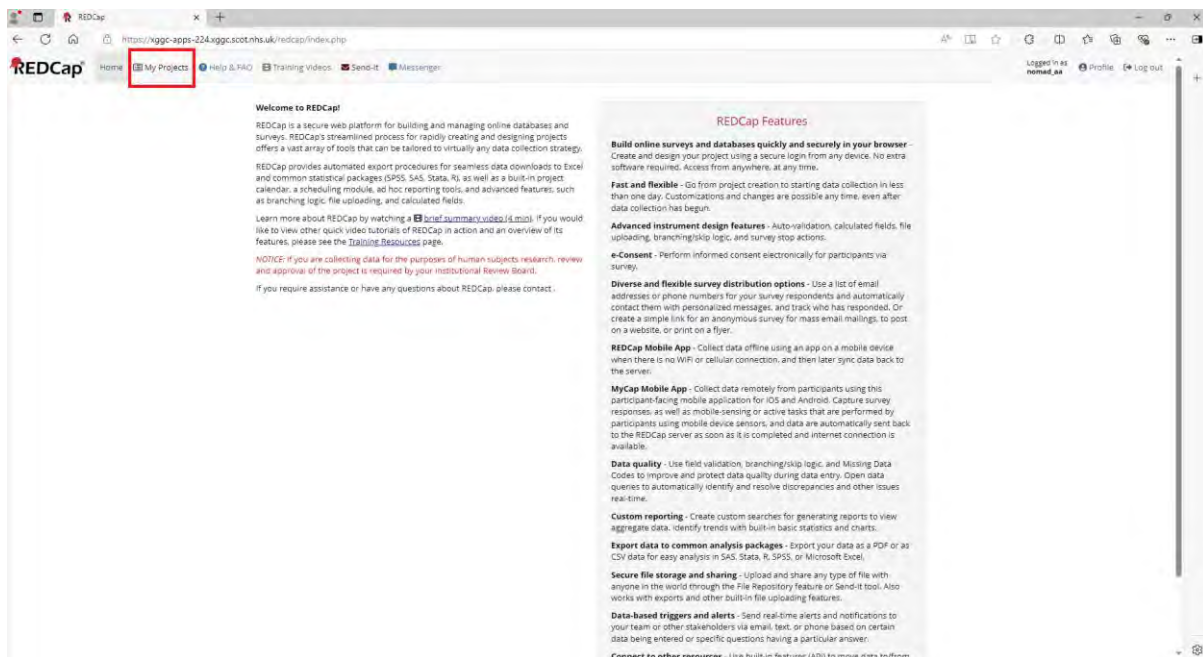 REDCap
https://xggc-apps-224.xggc.scot.nhs.uk/redcap/index.php
REDCap Home My Projects Help & FAQ Training Videos Send-It Messenger
Logged in as
nomad_aa
Profile Log out
Welcome to REDCap!
REDCap is a secure web platform for building and managing online databases and
surveys. REDCap's streamlined process for rapidly creating and designing projects
offers a vast array of tools that can be tailored to virtually any data collection strategy.
REDCap provides automated export procedures for seamless data downloads to Excel
and common statistical packages (SPSS, SAS, Stata, R), as well as a built-in project
calendar, a scheduling module, ad hoc reporting tools, and advanced features, such
as branching logic, file uploading, and calculated fields.
Learn more about REDCap by watching a brief summary video (4 min). If you would
like to view other quick video tutorials of REDCap in action and an overview of its
features, please see the Training Resources page.
NOTICE: If you are collecting data for the purposes of human subjects research, review
and approval of the project is required by your Institutional Review Board.
If you require assistance or have any questions about REDCap, please contact .
REDCap Features
Build online surveys and databases quickly and securely in your browser -
Create and design your project using a secure login from any device. No extra
software required. Access from anywhere, at any time.
Fast and flexible - Go from project creation to starting data collection in less
than one day. Customizations and changes are possible any time, even after
data collection has begun.
Advanced instrument design features - Auto-validation, calculated fields, file
uploading, branching/skip logic, and survey stop actions.
e-Consent - Perform informed consent electronically for participants via
survey.
Diverse and flexible survey distribution options - Use a list of email
addresses or phone numbers for your survey respondents and automatically
contact them with personalized messages, and track who has responded. Or
create a simple link for an anonymous survey for mass email mailings, to post
on a website, or print on a flyer.
REDCap Mobile App - Collect data offline using an app on a mobile device
when there is no WiFi or cellular connection, and then later sync data back to
the server.
MyCap Mobile App - Collect data remotely from participants using this
participant-facing mobile application for iOS and Android. Capture survey
responses, as well as mobile-sensing or active tasks that are performed by
participants using mobile device sensors, and data are automatically sent back
to the REDCap server as soon as it is completed and internet connection is
available.
Data quality - Use field validation, branching/skip logic, and Missing Data
Codes to improve and protect data quality during data entry. Open data
queries to automatically identify and resolve discrepancies and other issues
real-time.
Custom reporting - Create custom searches for generating reports to view
aggregate data. Identify trends with built-in basic statistics and charts.
Export data to common analysis packages - Export your data as a PDF or as
CSV data for easy analysis in SAS, Stata, R, SPSS, or Microsoft Excel.
Secure file storage and sharing - Upload and share any type of file with
anyone in the world through the File Repository feature or Send-It tool. Also
works with exports and other built-in file uploading features.
Data-based triggers and alerts - Send real-time alerts and notifications to
your team or other stakeholders via email, text, or phone based on certain
data being entered or specific questions having a particular answer.
Connect to other resources - Use built-in features (API) to move data to/from